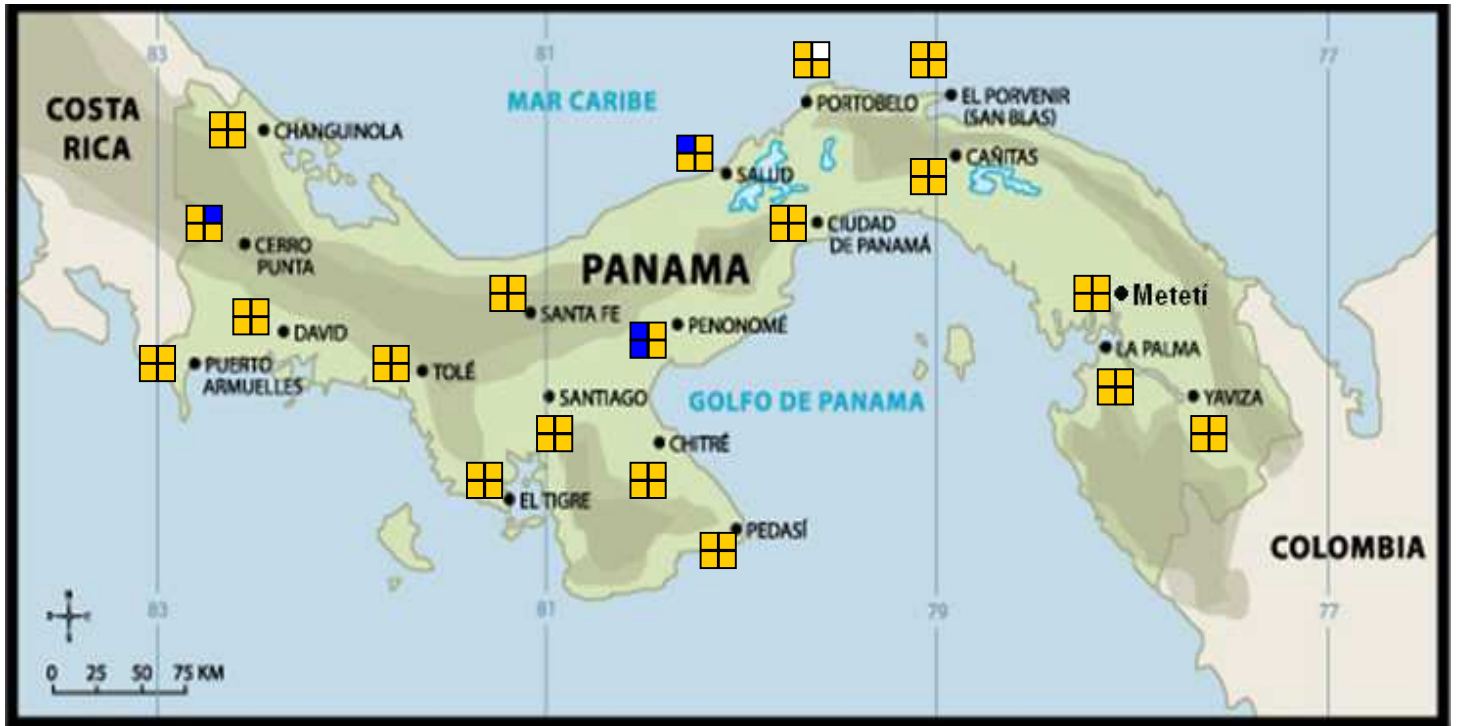 83
81
77
MAR CARIBE
COSTA
RICA
CHANGUINOLA
PORTOBELO
EL PORVENIR
(SAN BLAS)
CAÑITAS
SALUD
CERRO
PUNTA
CIUDAD
DE PANAMÁ
PANAMA
SANTA FE
PENONOMÉ
Metetí
DAVID
LA PALMA
PUERTO
ARMUELLES
TOLÉ
SANTIAGO
GOLFO DE PANAMA
YAVIZA
CHITRÉ
EL TIGRE
PEDASÍ
COLOMBIA
83
81
79
77
0 25 50 75 KM